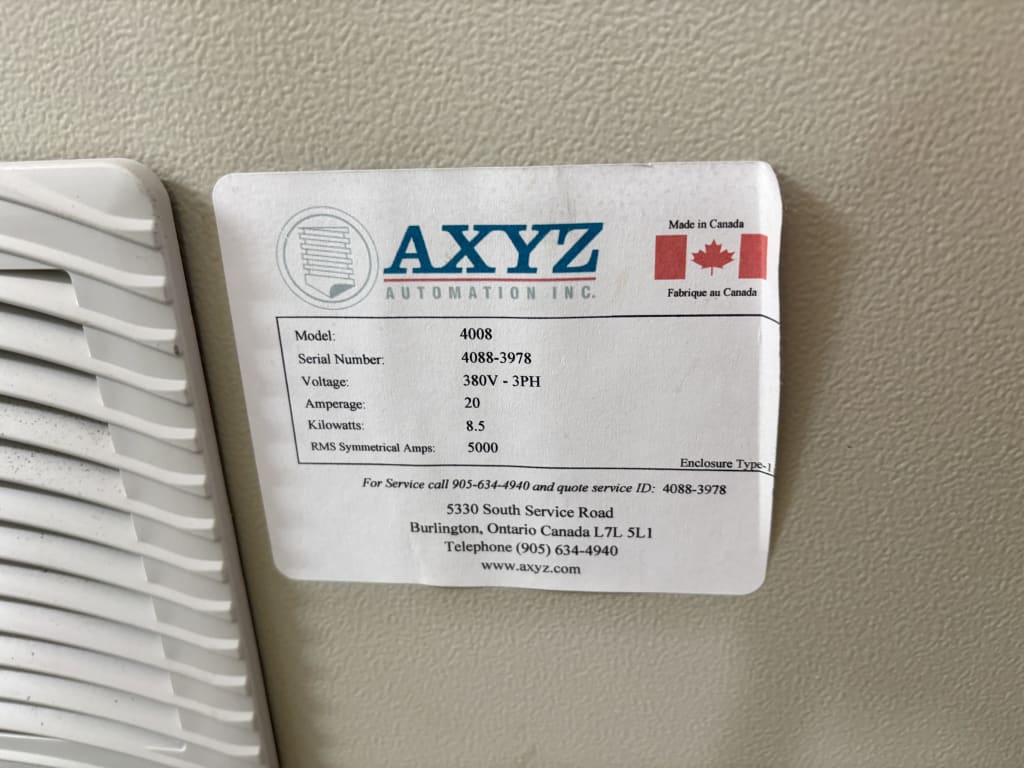 AXYZ
AUTOMATION INC.
Made in Canada
Fabrique au Canada
Model: 4008
Serial Number: 4088-3978
Voltage: 380V - 3PH
Amperage: 20
Kilowatts: 8.5
RMS Symmetrical Amps: 5000
Enclosure Type-1
For Service call 905-634-4940 and quote service ID: 4088-3978
5330 South Service Road
Burlington, Ontario Canada L7L 5L1
Telephone (905) 634-4940
www.axyz.com